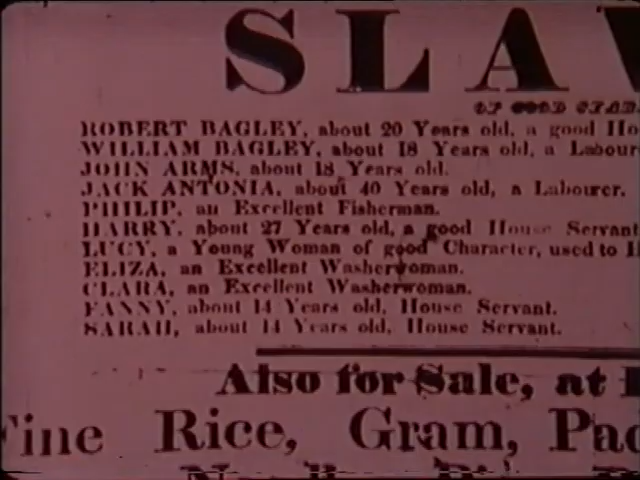 SLAV
OF GOOD
ROBERT BAGLEY, about 20 Years old, a good Ho
WILLIAM BAGLEY, about 18 Years old, a Labour
JOHN ARMS, about 18 Years old.
JACK ANTONIA, about 40 Years old, a Labourer.
PHILIP, an Excellent Fisherman.
HARRY, about 27 Years old, a good House Servant
LUCY, a Young Woman of good Character, used to H
ELIZA, an Excellent Washerwoman.
CLARA, an Excellent Washerwoman.
FANNY, about 14 Years old, House Servant.
SARAH, about 14 Years old, House Servant.
Also for Sale, at
Fine Rice, Gram, Pad